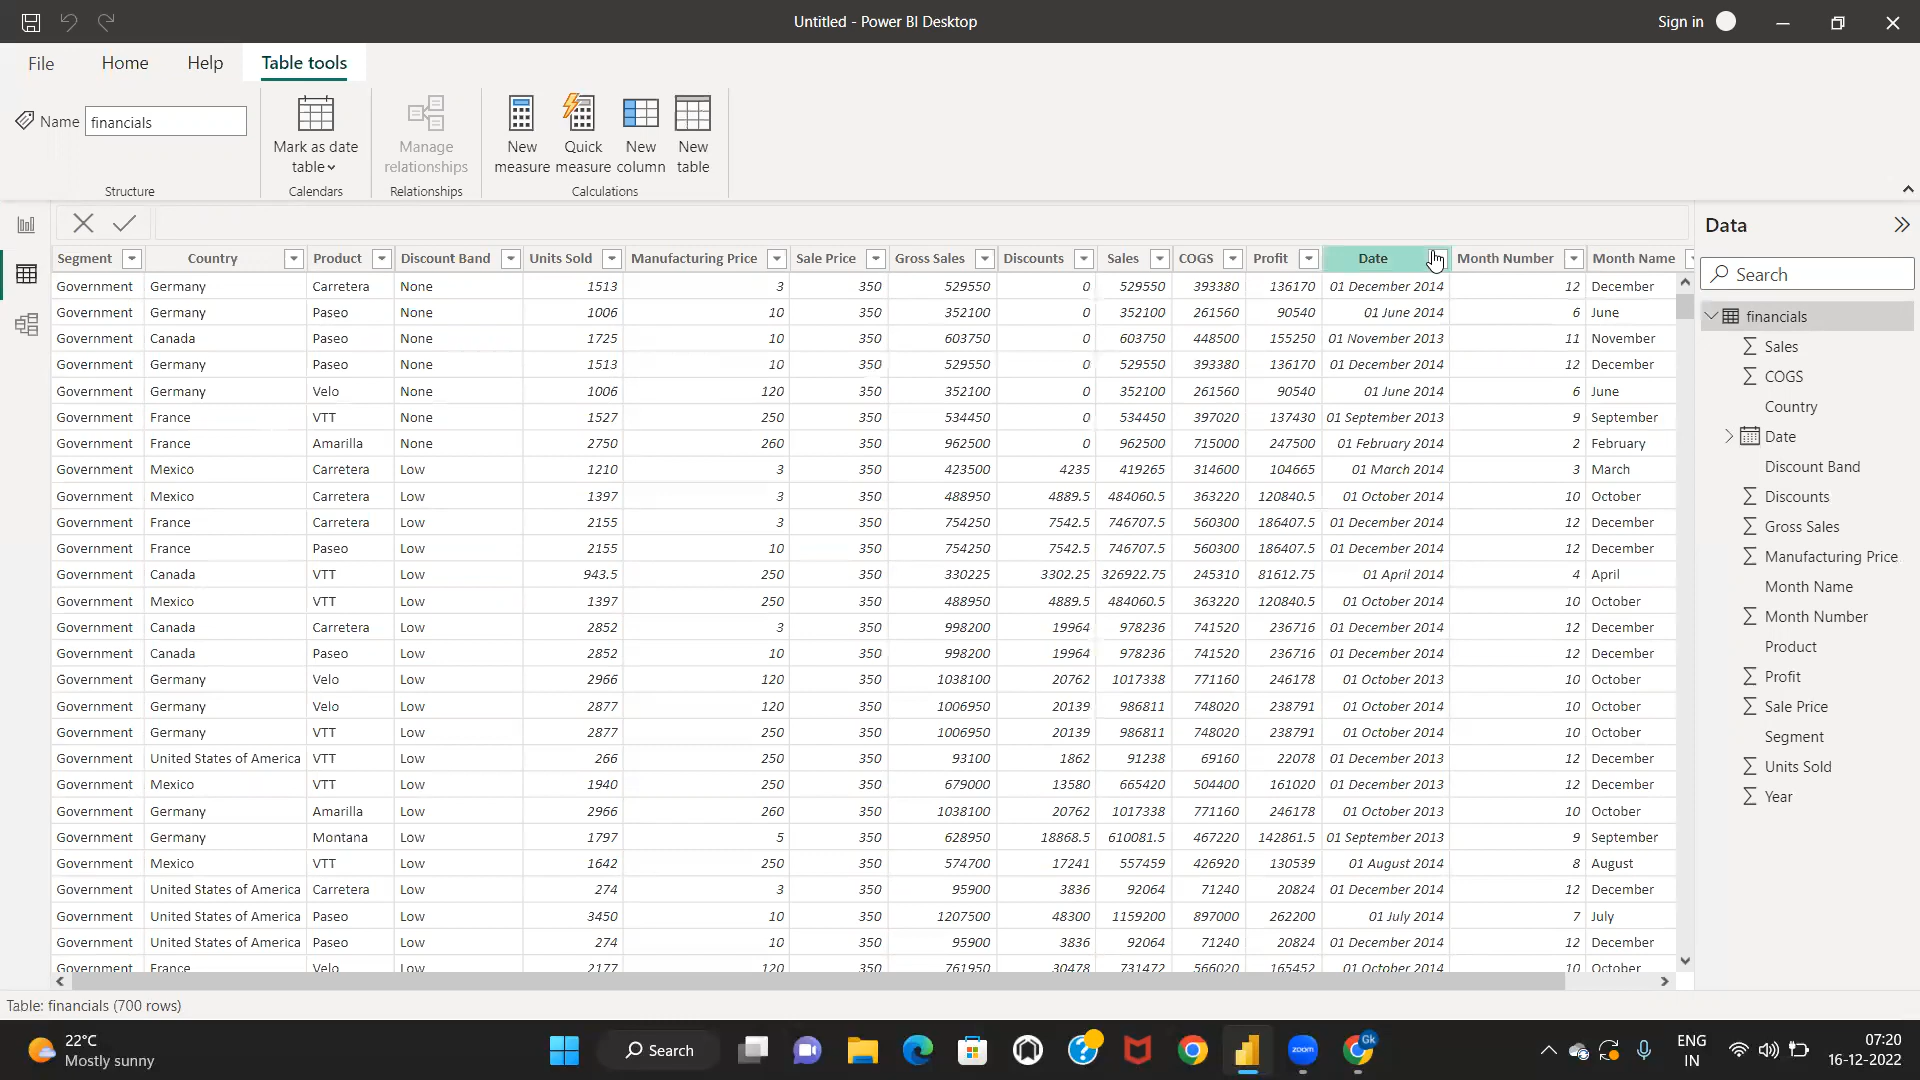 Untitled - Power BI Desktop
Sign in
File Home Help Table tools
Name financials
Mark as date table
Manage relationships
New measure
Quick measure
New column
New table
Structure Calendars Relationships Calculations
Data
Search
Segment Country Product Discount Band Units Sold Manufacturing Price Sale Price Gross Sales Discounts Sales COGS Profit Date Month Number Month Name
Government Germany Carretera None 1513 3 350 529550 0 529550 393380 136170 01 December 2014 12 December
Government Germany Paseo None 1006 10 350 352100 0 352100 261560 90540 01 June 2014 6 June
Government Canada Paseo None 1725 10 350 603750 0 603750 448500 155250 01 November 2013 11 November
Government Germany Paseo None 1513 10 350 529550 0 529550 393380 136170 01 December 2014 12 December
Government Germany Velo None 1006 120 350 352100 0 352100 261560 90540 01 June 2014 6 June
Government France VTT None 1527 250 350 534450 0 534450 397020 137430 01 September 2013 9 September
Government France Amarilla None 2750 260 350 962500 0 962500 715000 247500 01 February 2014 2 February
Government Mexico Carretera Low 1210 3 350 423500 4235 419265 314600 104665 01 March 2014 3 March
Government Mexico Carretera Low 1397 3 350 488950 4889.5 484060.5 363220 120840.5 01 October 2014 10 October
Government France Carretera Low 2155 3 350 754250 7542.5 746707.5 560300 186407.5 01 December 2014 12 December
Government France Paseo Low 2155 10 350 754250 7542.5 746707.5 560300 186407.5 01 December 2014 12 December
Government Canada VTT Low 943.5 250 350 330225 3302.25 326922.75 245310 81612.75 01 April 2014 4 April
Government Mexico VTT Low 1397 250 350 488950 4889.5 484060.5 363220 120840.5 01 October 2014 10 October
Government Canada Carretera Low 2852 3 350 998200 19964 978236 741520 236716 01 December 2014 12 December
Government Canada Paseo Low 2852 10 350 998200 19964 978236 741520 236716 01 December 2014 12 December
Government Germany Velo Low 2966 120 350 1038100 20762 1017338 771160 246178 01 October 2013 10 October
Government Germany Velo Low 2877 120 350 1006950 20139 986811 748020 238791 01 October 2014 10 October
Government Germany VTT Low 2877 250 350 1006950 20139 986811 748020 238791 01 October 2014 10 October
Government United States of America VTT Low 266 250 350 93100 1862 91238 69160 22078 01 December 2013 12 December
Government Mexico VTT Low 1940 250 350 679000 13580 665420 504400 161020 01 December 2013 12 December
Government Germany Amarilla Low 2966 260 350 1038100 20762 1017338 771160 246178 01 October 2013 10 October
Government Germany Montana Low 1797 5 350 628950 18868.5 610081.5 467220 142861.5 01 September 2013 9 September
Government Mexico VTT Low 1642 250 350 574700 17241 557459 426920 130539 01 August 2014 8 August
Government United States of America Carretera Low 274 3 350 95900 3836 92064 71240 20824 01 December 2014 12 December
Government United States of America Paseo Low 3450 10 350 1207500 48300 1159200 897000 262200 01 July 2014 7 July
Government United States of America Paseo Low 274 10 350 95900 3836 92064 71240 20824 01 December 2014 12 December
Government France Velo Low 2177 120 350 761950 30478 731472 566020 165452 01 October 2014 10 October
financials
Sales
COGS
Country
Date
Discount Band
Discounts
Gross Sales
Manufacturing Price
Month Name
Month Number
Product
Profit
Sale Price
Segment
Units Sold
Year
Table: financials (700 rows)
22°C
Mostly sunny
Search
zoom
Gk
ENG
IN
07:20
16-12-2022